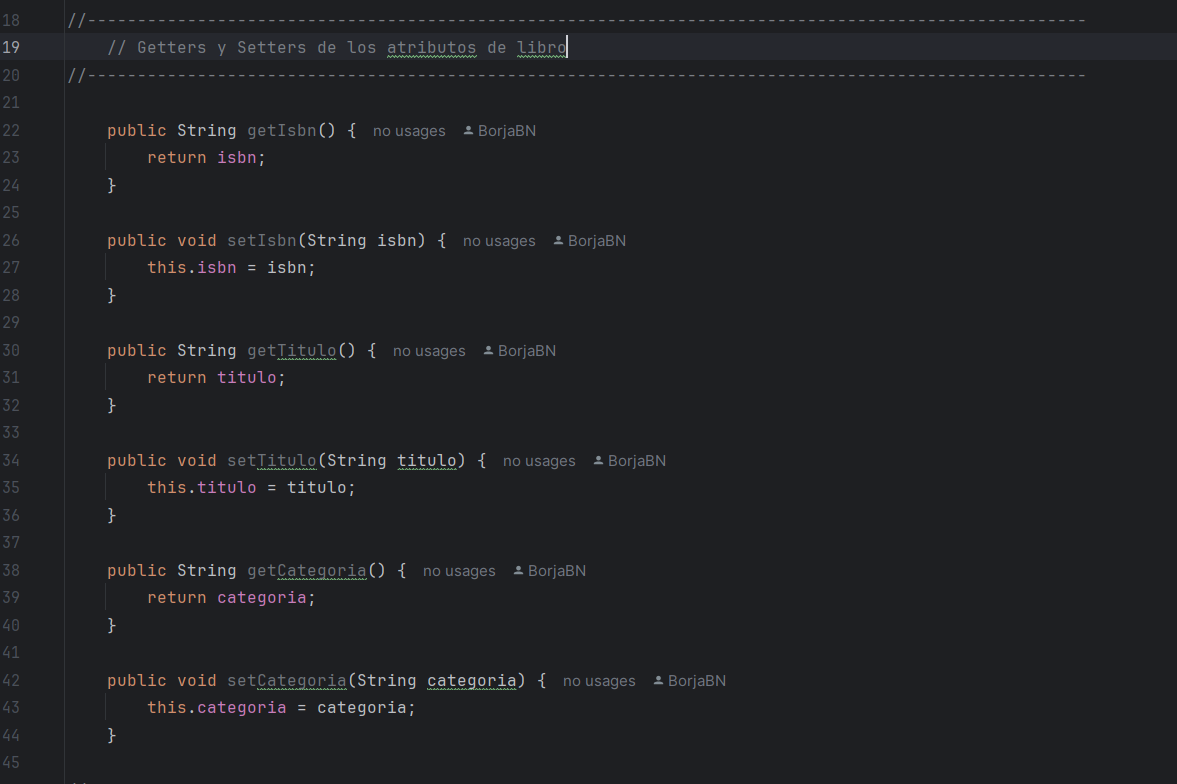 18 //----------------------------------------------------------------------------------------------------
19 // Getters y Setters de los atributos de libro
20 //----------------------------------------------------------------------------------------------------
21
22 public String getIsbn() { no usages BorjaBN
23 return isbn;
24 }
25
26 public void setIsbn(String isbn) { no usages BorjaBN
27 this.isbn = isbn;
28 }
29
30 public String getTitulo() { no usages BorjaBN
31 return titulo;
32 }
33
34 public void setTitulo(String titulo) { no usages BorjaBN
35 this.titulo = titulo;
36 }
37
38 public String getCategoria() { no usages BorjaBN
39 return categoria;
40 }
41
42 public void setCategoria(String categoria) { no usages BorjaBN
43 this.categoria = categoria;
44 }
45